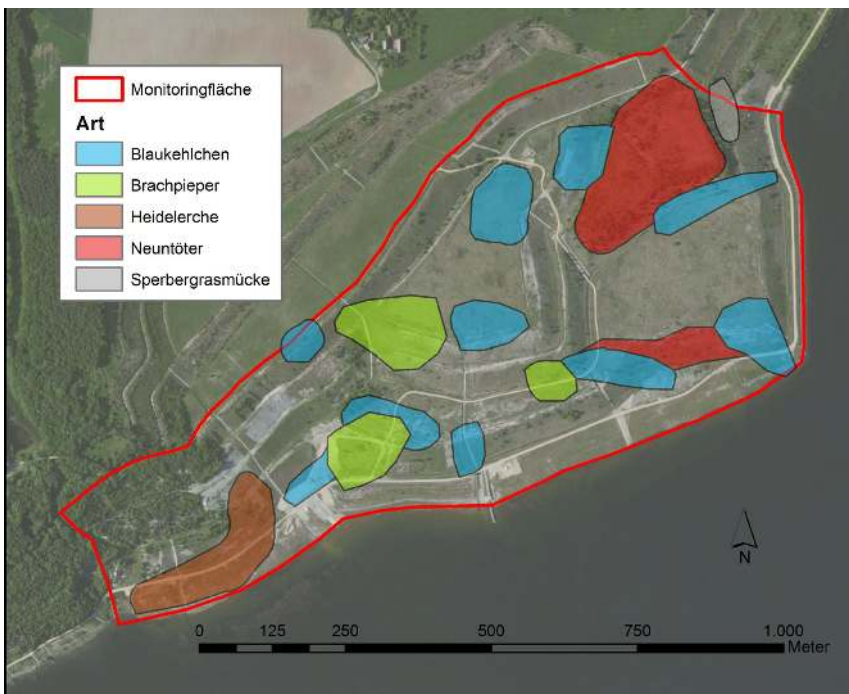 Monitoringfläche
Art
Blaukehlchen
Brachpieper
Heidelerche
Neuntöter
Sperbergrasmücke
N
0 125 250 500 750 1.000
Meter